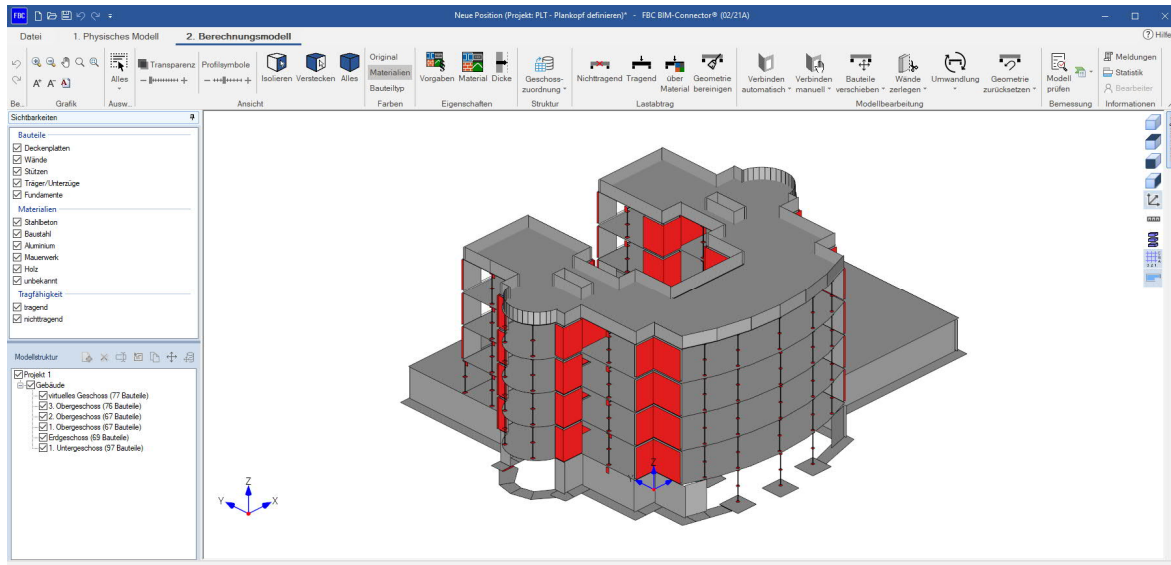 FBC
Neue Position (Projekt: PLT - Plankopf definieren)* - FBC BIM-Connector® (02/21A)
Datei 1. Physisches Modell 2. Berechnungsmodell Hilfe
Alles
Transparenz
Profilsymbole
Isolieren Verstecken Alles
Original
Materialien
Bauteiltyp
Vorgaben Material Dicke
Geschoss-
zuordnung
Nichttragend Tragend über
Material Geometrie
bereinigen
Verbinden
automatisch Verbinden
manuell Bauteile
verschieben Wände
zerlegen Umwandlung Geometrie
zurücksetzen
Modell
prüfen
Meldungen
Statistik
Bearbeiter
Be... Grafik Ausw... Ansicht Farben Eigenschaften Struktur Lastabtrag Modellbearbeitung Bemessung Informationen
Sichtbarkeiten
Bauteile
Deckenplatten
Wände
Stützen
Träger/Unterzüge
Fundamente
Materialien
Stahlbeton
Baustahl
Aluminium
Mauerwerk
Holz
unbekannt
Tragfähigkeit
tragend
nichttragend
Modellstruktur
Projekt 1
Gebäude
virtuelles Geschoss (77 Bauteile)
3. Obergeschoss (76 Bauteile)
2. Obergeschoss (67 Bauteile)
1. Obergeschoss (67 Bauteile)
Erdgeschoss (69 Bauteile)
1. Untergeschoss (97 Bauteile)
Z
Y
X
Z
Y